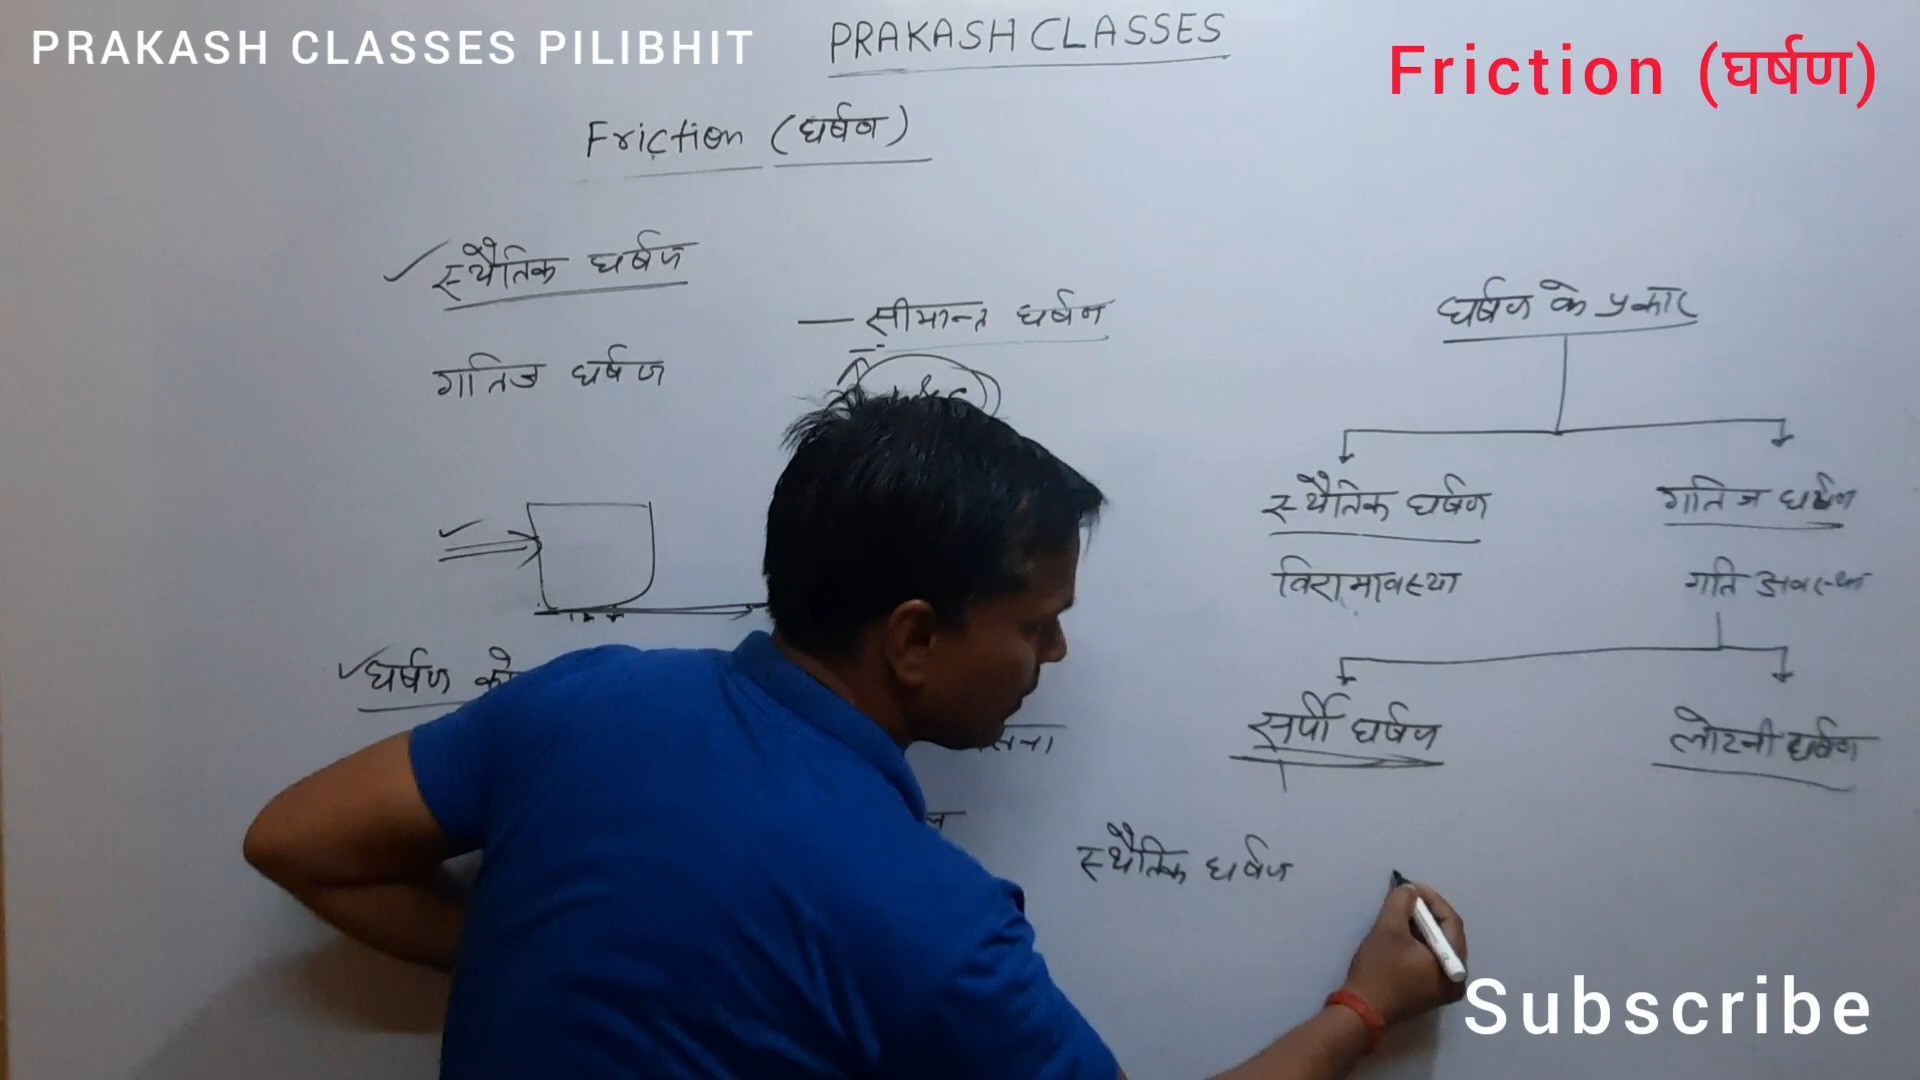 PRAKASH CLASSES PILIBHIT
PRAKASH CLASSES
Friction (घर्षण)
Friction (घर्षण)
स्थैतिक घर्षण
सीमान्त घर्षण
गतिज घर्षण
घर्षण के प्रकार
स्थैतिक घर्षण
गतिज घर्षण
विरामावस्था
गति अवस्था
घर्षण को
सर्पी घर्षण
लोटनी घर्षण
स्थैतिक घर्षण
Subscribe